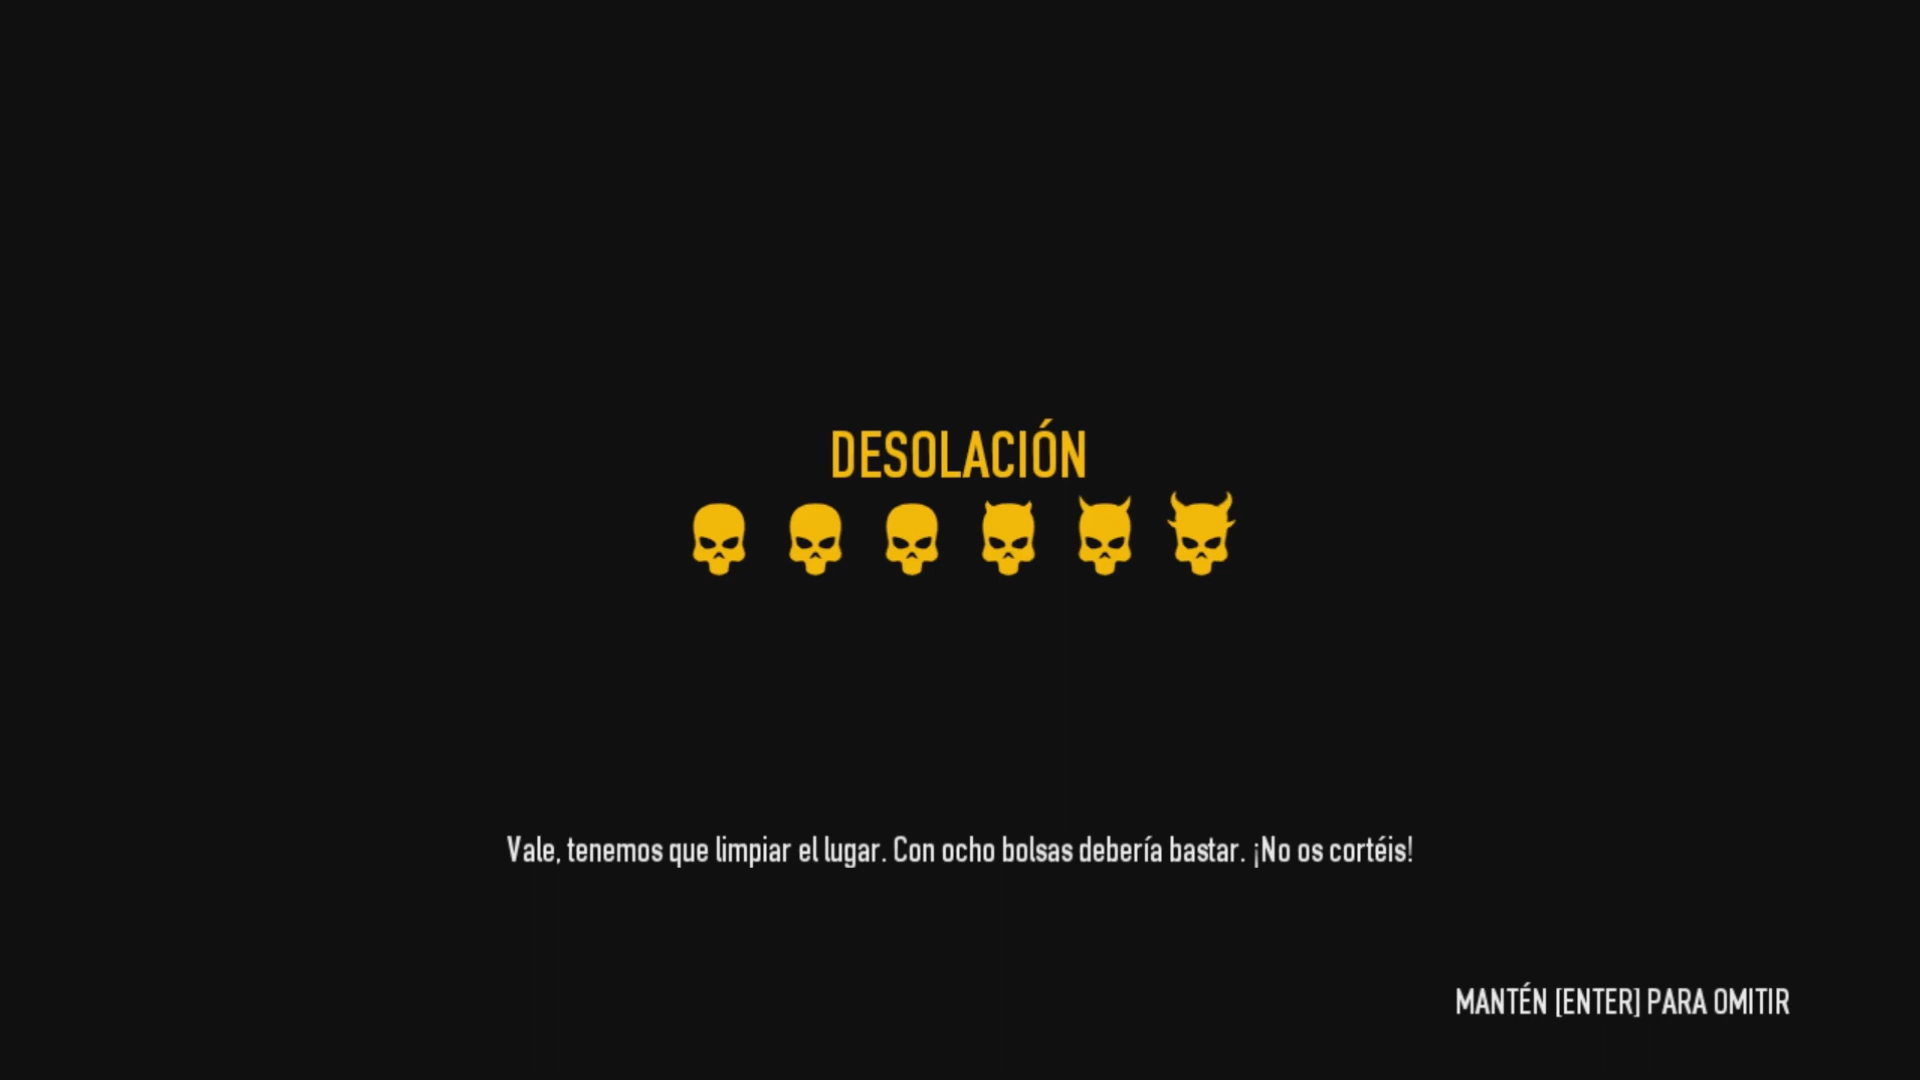 DESOLACIÓN
Vale, tenemos que limpiar el lugar. Con ocho bolsas debería bastar. ¡No os cortéis!
MANTÉN [ENTER] PARA OMITIR